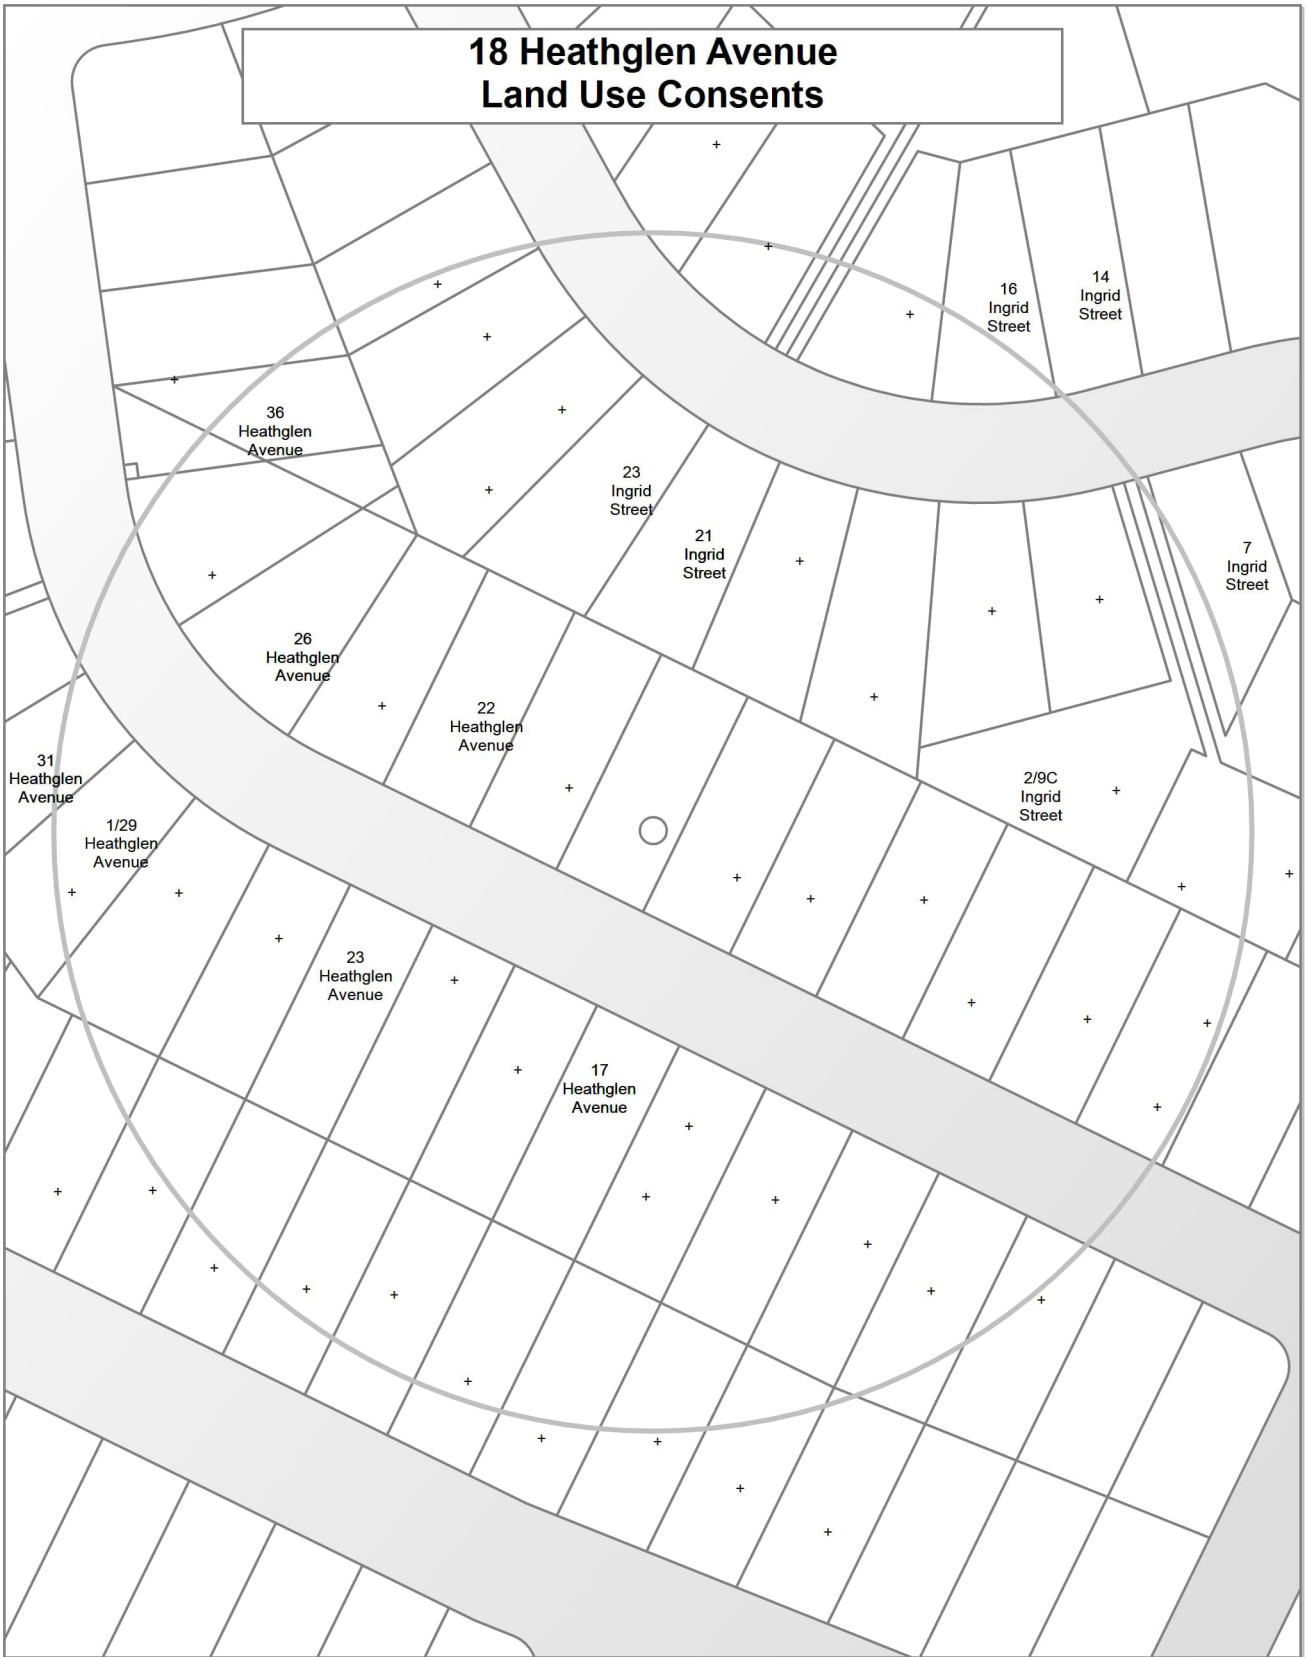 18 Heathglen Avenue
Land Use Consents
14
Ingrid
Street
16
Ingrid
Street
36
Heathglen
Avenue
23
Ingrid
Street
21
Ingrid
Street
7
Ingrid
Street
26
Heathglen
Avenue
22
Heathglen
Avenue
31
Heathglen
Avenue
2/9C
Ingrid
Street
1/29
Heathglen
Avenue
23
Heathglen
Avenue
17
Heathglen
Avenue